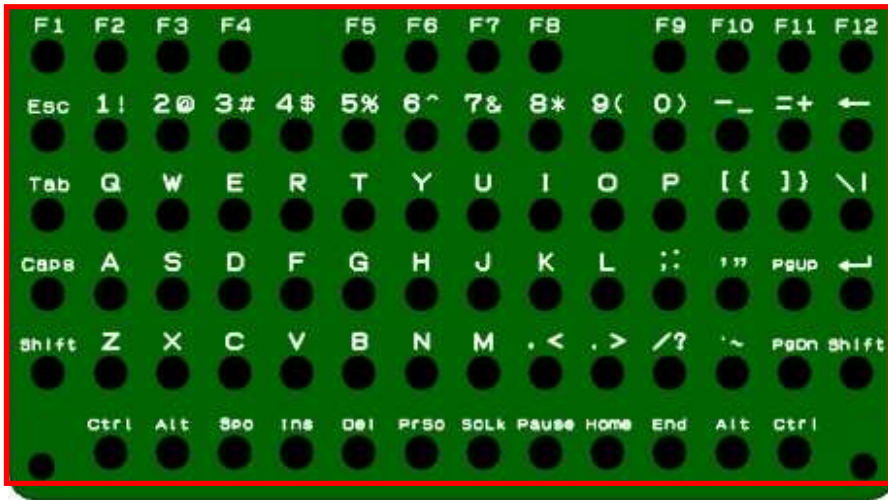 F1 F2 F3 F4 F5 F6 F7 F8 F9 F10 F11 F12
Esc 1! 2@ 3# 4$ 5% 6^ 7& 8* 9( 0) -_ =+ ←
Tab Q W E R T Y U I O P [{ ]} \|
Caps A S D F G H J K L ;: '" PgUp ↵
Shift Z X C V B N M .< .> /? `~ PgDn Shift
Ctrl Alt Spc Ins Del PrSc ScLk Pause Home End Alt Ctrl